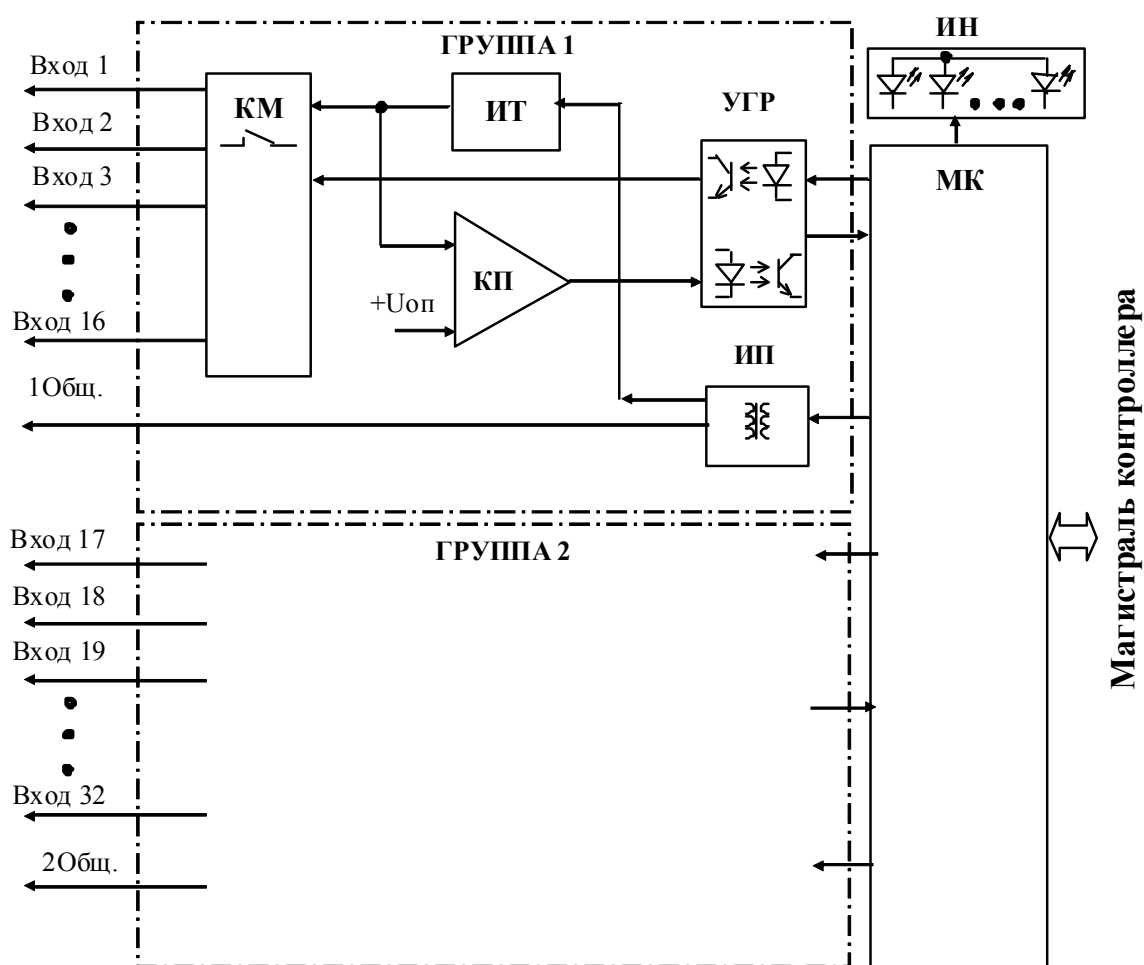 ГРУППА 1
ИН
Вход 1
КМ
ИТ
УГР
Вход 2
Вход 3
МК
КП
+Uоп
Вход 16
ИП
1Общ.
Магистраль контроллера
Вход 17
ГРУППА 2
Вход 18
Вход 19
Вход 32
2Общ.